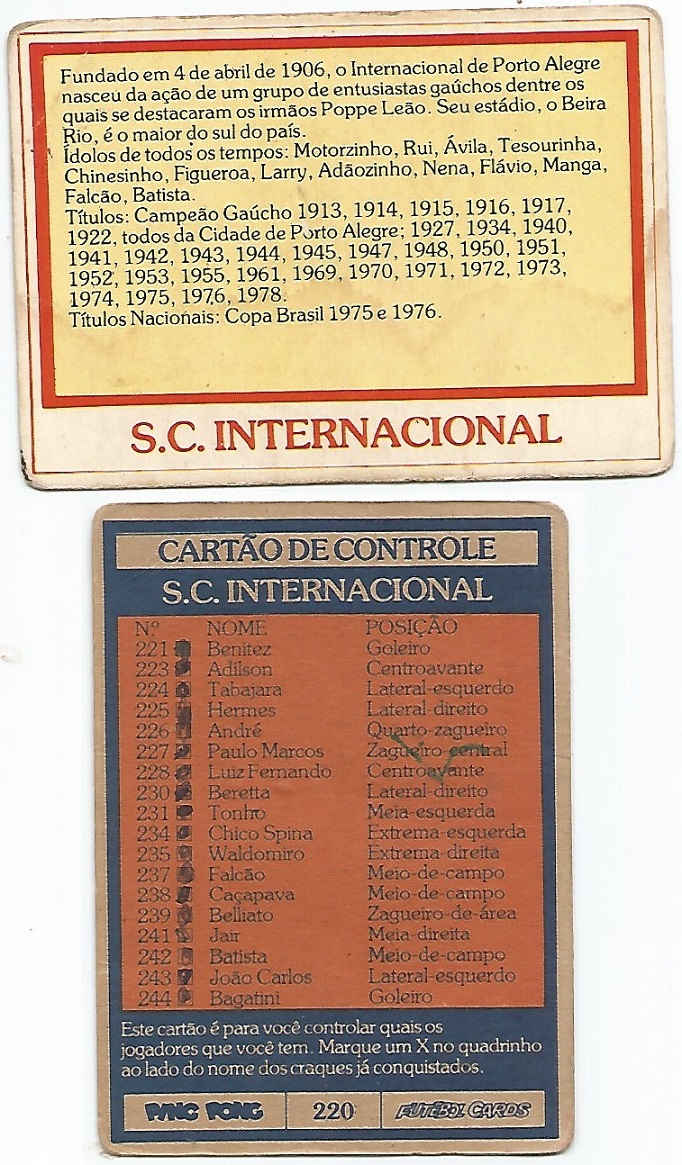 Fundado em 4 de abril de 1906, o Internacional de Porto Alegre
nasceu da ação de um grupo de entusiastas gaúchos dentre os
quais se destacaram os irmãos Poppe Leão. Seu estádio, o Beira
Rio, é o maior do sul do país.
Ídolos de todos os tempos: Motorzinho, Rui, Ávila, Tesourinha,
Chinesinho, Figueroa, Larry, Adãozinho, Nena, Flávio, Manga,
Falcão, Batista.
Títulos: Campeão Gaúcho 1913, 1914, 1915, 1916, 1917,
1922, todos da Cidade de Porto Alegre; 1927, 1934, 1940,
1941, 1942, 1943, 1944, 1945, 1947, 1948, 1950, 1951,
1952, 1953, 1955, 1961, 1969, 1970, 1971, 1972, 1973,
1974, 1975, 1976, 1978.
Títulos Nacionais: Copa Brasil 1975 e 1976.
S.C. INTERNACIONAL
CARTÃO DE CONTROLE
S.C. INTERNACIONAL
Nº NOME POSIÇÃO
221 Benitez Goleiro
223 Adilson Centroavante
224 Tabajara Lateral-esquerdo
225 Hermes Lateral-direito
226 André Quarto-zagueiro
227 Paulo Marcos Zagueiro-central
228 Luiz Fernando Centroavante
230 Beretta Lateral-direito
231 Tonho Meia-esquerda
234 Chico Spina Extrema-esquerda
235 Waldomiro Extrema-direita
237 Falcão Meio-de-campo
238 Caçapava Meio-de-campo
239 Belliato Zagueiro-de-área
241 Jair Meia-direita
242 Batista Meio-de-campo
243 João Carlos Lateral-esquerdo
244 Bagatini Goleiro
Este cartão é para você controlar quais os
jogadores que você tem. Marque um X no quadrinho
ao lado do nome dos craques já conquistados.
PING PONG 220 FUTEBOL CARDS